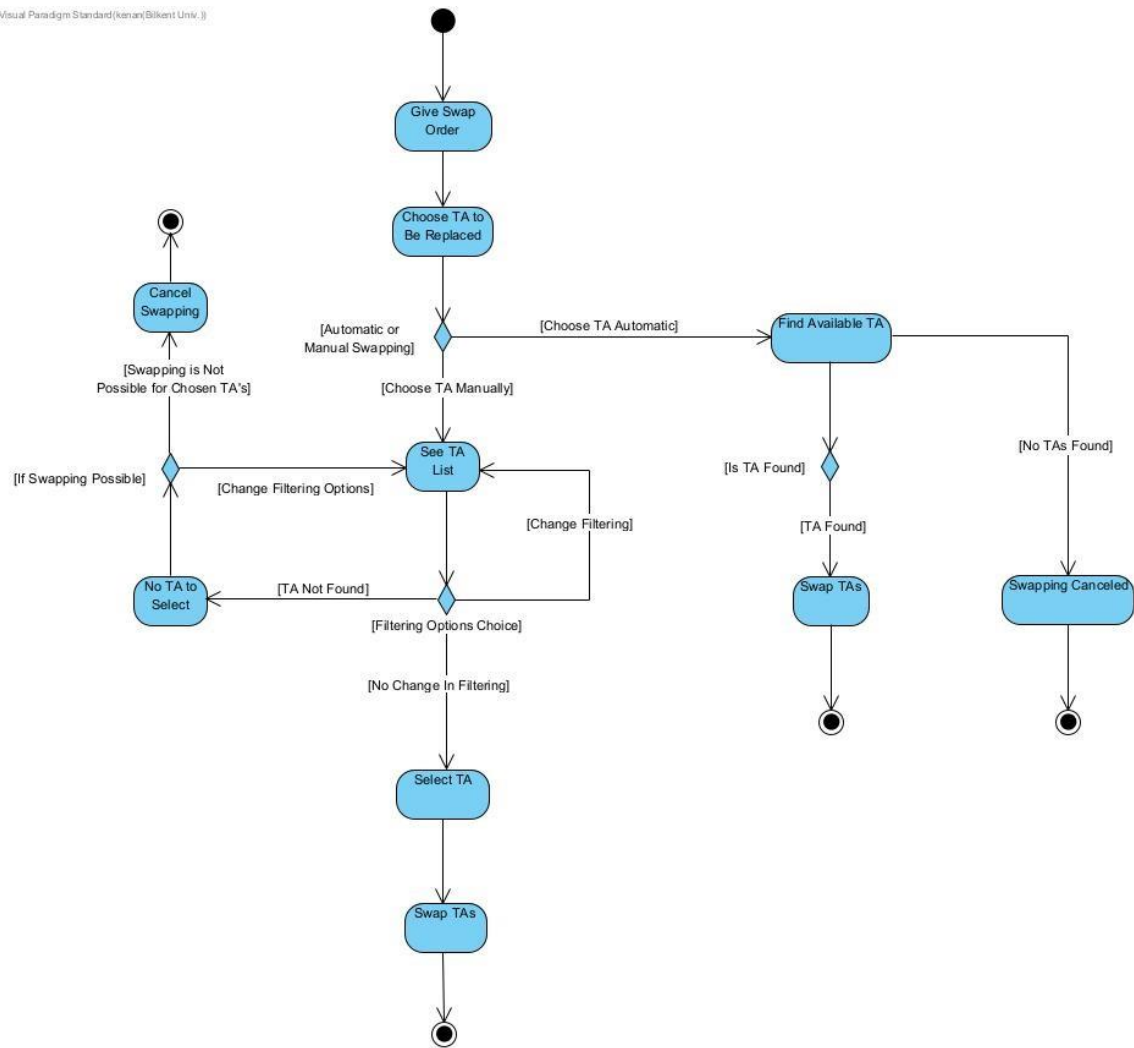 Visual Paradigm Standard(kenan(Bilkent Univ.))
Give Swap
Order
Choose TA to
Be Replaced
Cancel
Swapping
[Automatic or
Manual Swapping]
[Choose TA Automatic]
Find Available TA
[Swapping is Not
Possible for Chosen TA's]
[Choose TA Manually]
See TA
List
[No TAs Found]
[If Swapping Possible]
[Change Filtering Options]
[Is TA Found]
[Change Filtering]
[TA Found]
No TA to
Select
[TA Not Found]
Swap TAs
Swapping Canceled
[Filtering Options Choice]
[No Change In Filtering]
Select TA
Swap TAs